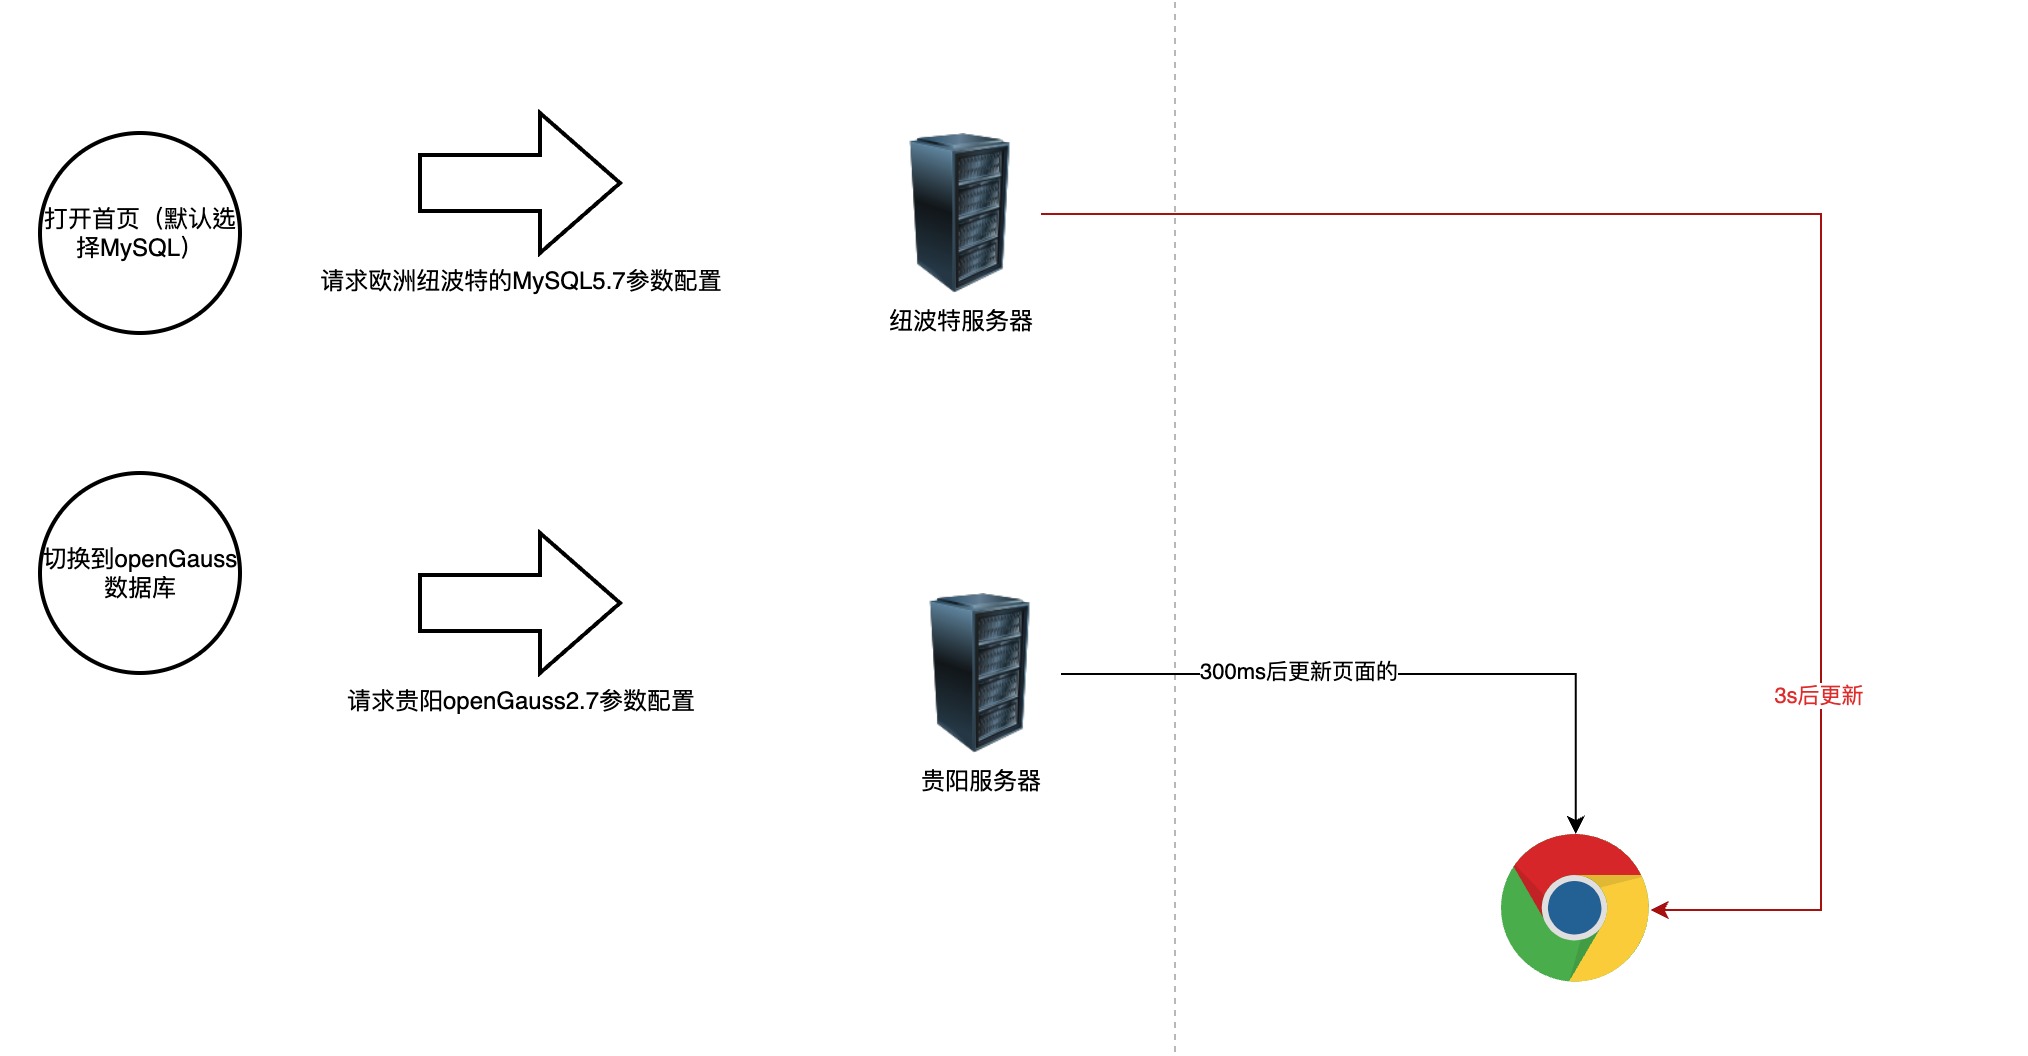 打开首页（默认选
择MySQL）
请求欧洲纽波特的MySQL5.7参数配置
纽波特服务器
切换到openGauss
数据库
请求贵阳openGauss2.7参数配置
贵阳服务器
300ms后更新页面的
3s后更新